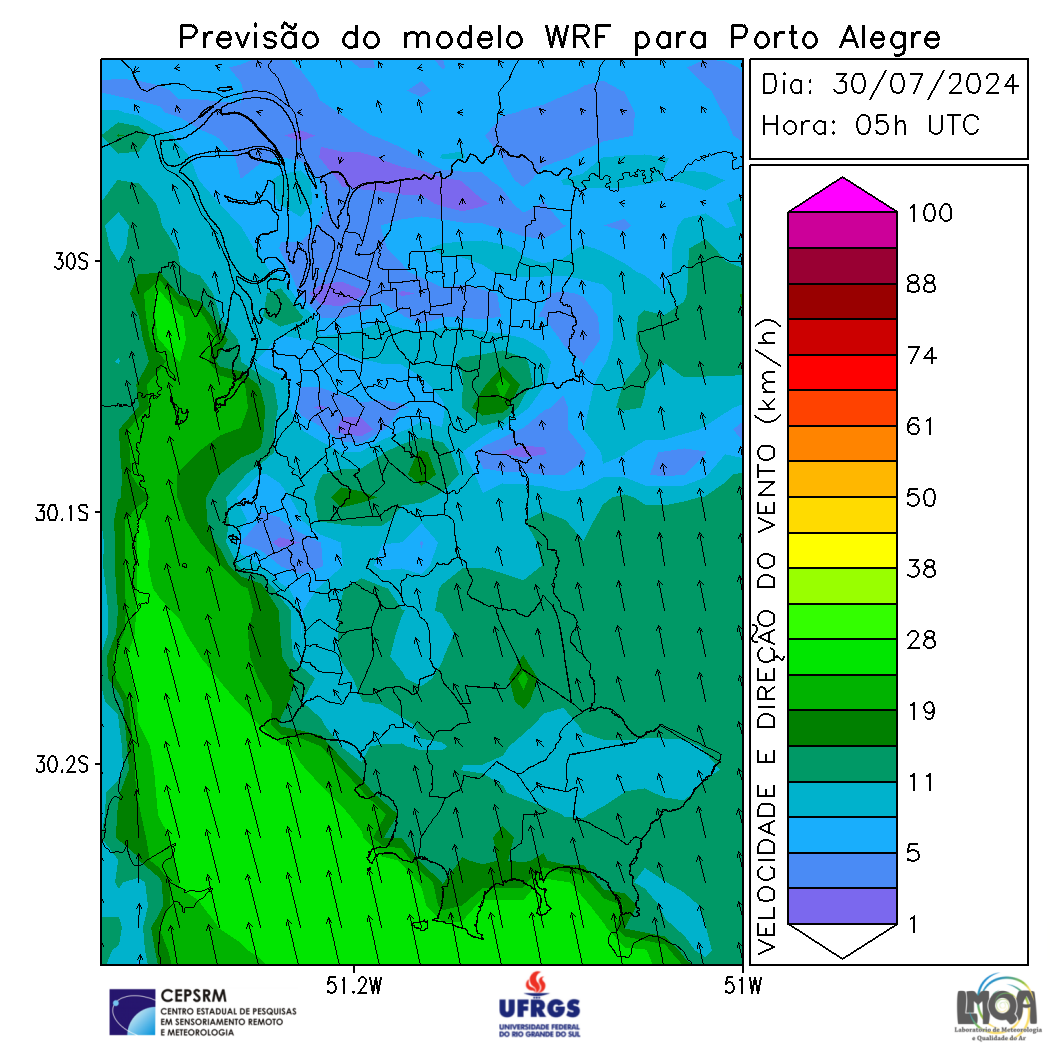 Previsão do modelo WRF para Porto Alegre
Dia: 30/07/2024
Hora: 05h UTC
30S
30.1S
30.2S
51.2W
51W
VELOCIDADE E DIREÇÃO DO VENTO (km/h)
100
88
74
61
50
38
28
19
11
5
1
CEPSRM
CENTRO ESTADUAL DE PESQUISAS
EM SENSORIAMENTO REMOTO
E METEOROLOGIA
UFRGS
UNIVERSIDADE FEDERAL
DO RIO GRANDE DO SUL
LMQA
Laboratório de Meteorologia
e Qualidade do Ar